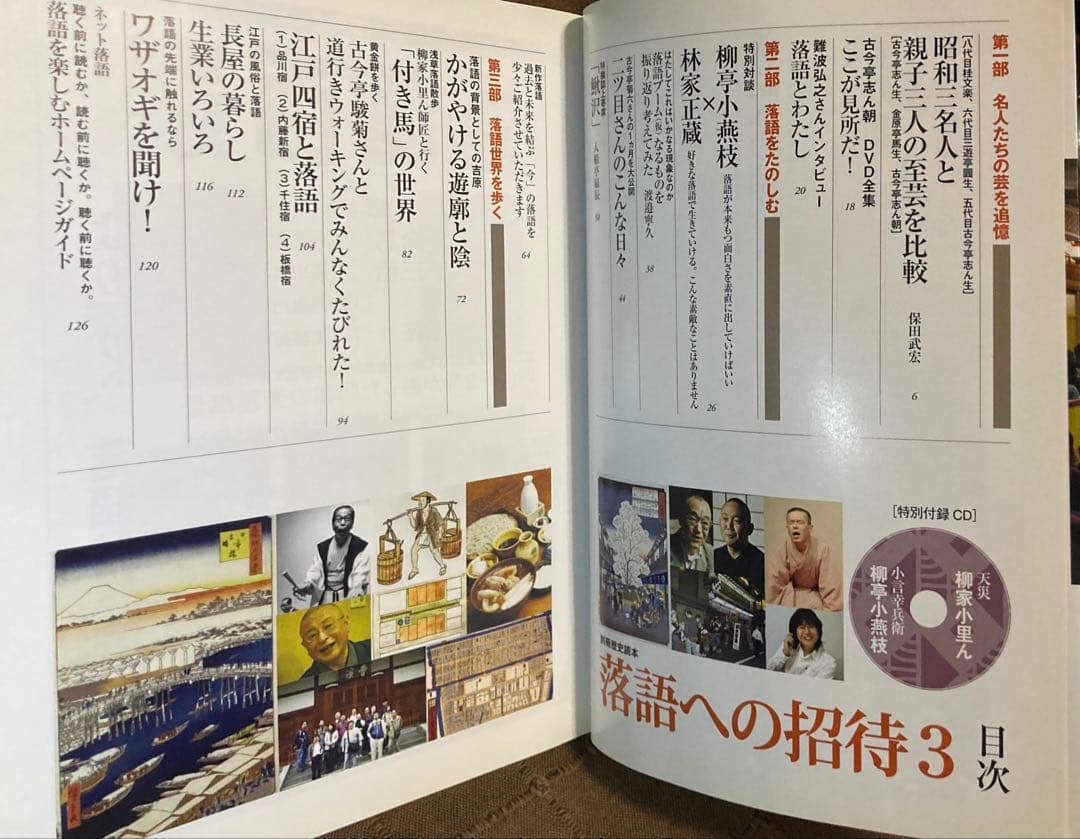 第一部　名人たちの芸を追憶
[八代目桂文楽、六代目三遊亭圓生、五代目古今亭志ん生]
昭和三名人と
親子三人の至芸を比較　保田武宏　6
[古今亭志ん生、金原亭馬生、古今亭志ん朝]
古今亭志ん朝　DVD全集
ここが見所だ！　18
難波弘之さんインタビュー
落語とわたし　20
第二部　落語をたのしむ
特別対談
柳亭小燕枝　落語が本来もつ面白さを素直に出していけばいい
×
林家正蔵　好きな落語で生きていける。こんな素敵なことはありません　26
はたしてこれはいかなる現象なのか
落語ブーム(仮)なるものを
振り返り考えてみた　渡邉寧久　38
古今亭菊六さんの1ヵ月を大公開
二ツ目さんのこんな日々　44
「鰍沢」　入船亭扇辰
新作落語
過去と未来を結ぶ「今」の落語を
少々ご紹介させていただきます　64
第三部　落語世界を歩く
落語の背景としての吉原
かがやける遊廓と陰　72
浅草落語散歩
柳家小里ん師匠と行く
「付き馬」の世界　82
黄金餅を歩く
古今亭駿菊さんと
道行きウォーキングでみんなくたびれた！　94
江戸四宿と落語　104
(1)品川宿　(2)内藤新宿　(3)千住宿　(4)板橋宿
江戸の風俗と落語
長屋の暮らし　112
生業いろいろ　116
落語の先端に触れるなら
ワザオギを聞け！　120
ネット落語
聴く前に読むか、読む前に聴くか。聴く前に聴くか。
落語を楽しむホームページガイド　126
[特別付録CD]
天災
柳家小里ん
小言幸兵衛
柳亭小燕枝
別冊歴史読本
落語への招待3
目次